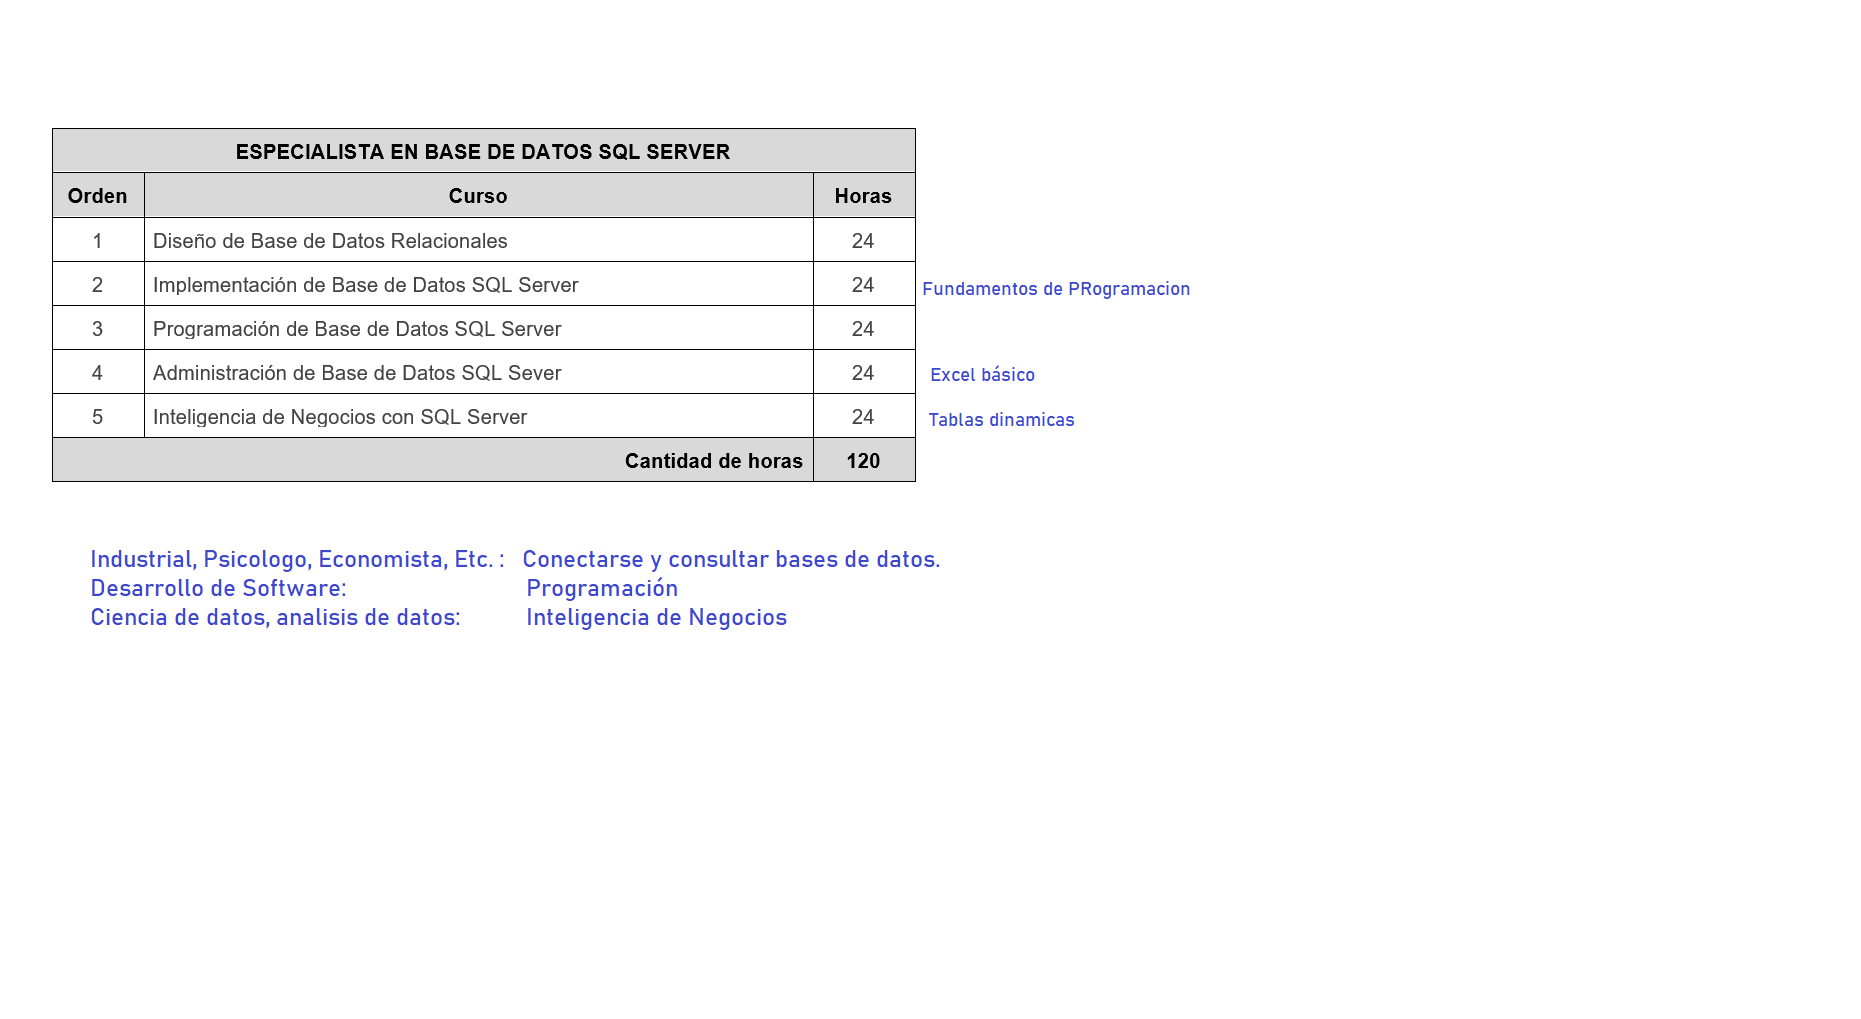 ESPECIALISTA EN BASE DE DATOS SQL SERVER
Orden Curso Horas
1 Diseño de Base de Datos Relacionales 24
2 Implementación de Base de Datos SQL Server 24 Fundamentos de PRogramacion
3 Programación de Base de Datos SQL Server 24
4 Administración de Base de Datos SQL Sever 24 Excel básico
5 Inteligencia de Negocios con SQL Server 24 Tablas dinamicas
Cantidad de horas 120
Industrial, Psicologo, Economista, Etc. : Conectarse y consultar bases de datos.
Desarrollo de Software: Programación
Ciencia de datos, analisis de datos: Inteligencia de Negocios